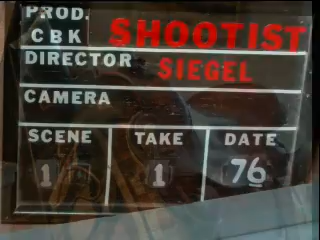 PROD.
CBK SHOOTIST
DIRECTOR SIEGEL
CAMERA
SCENE TAKE DATE
1 1 76